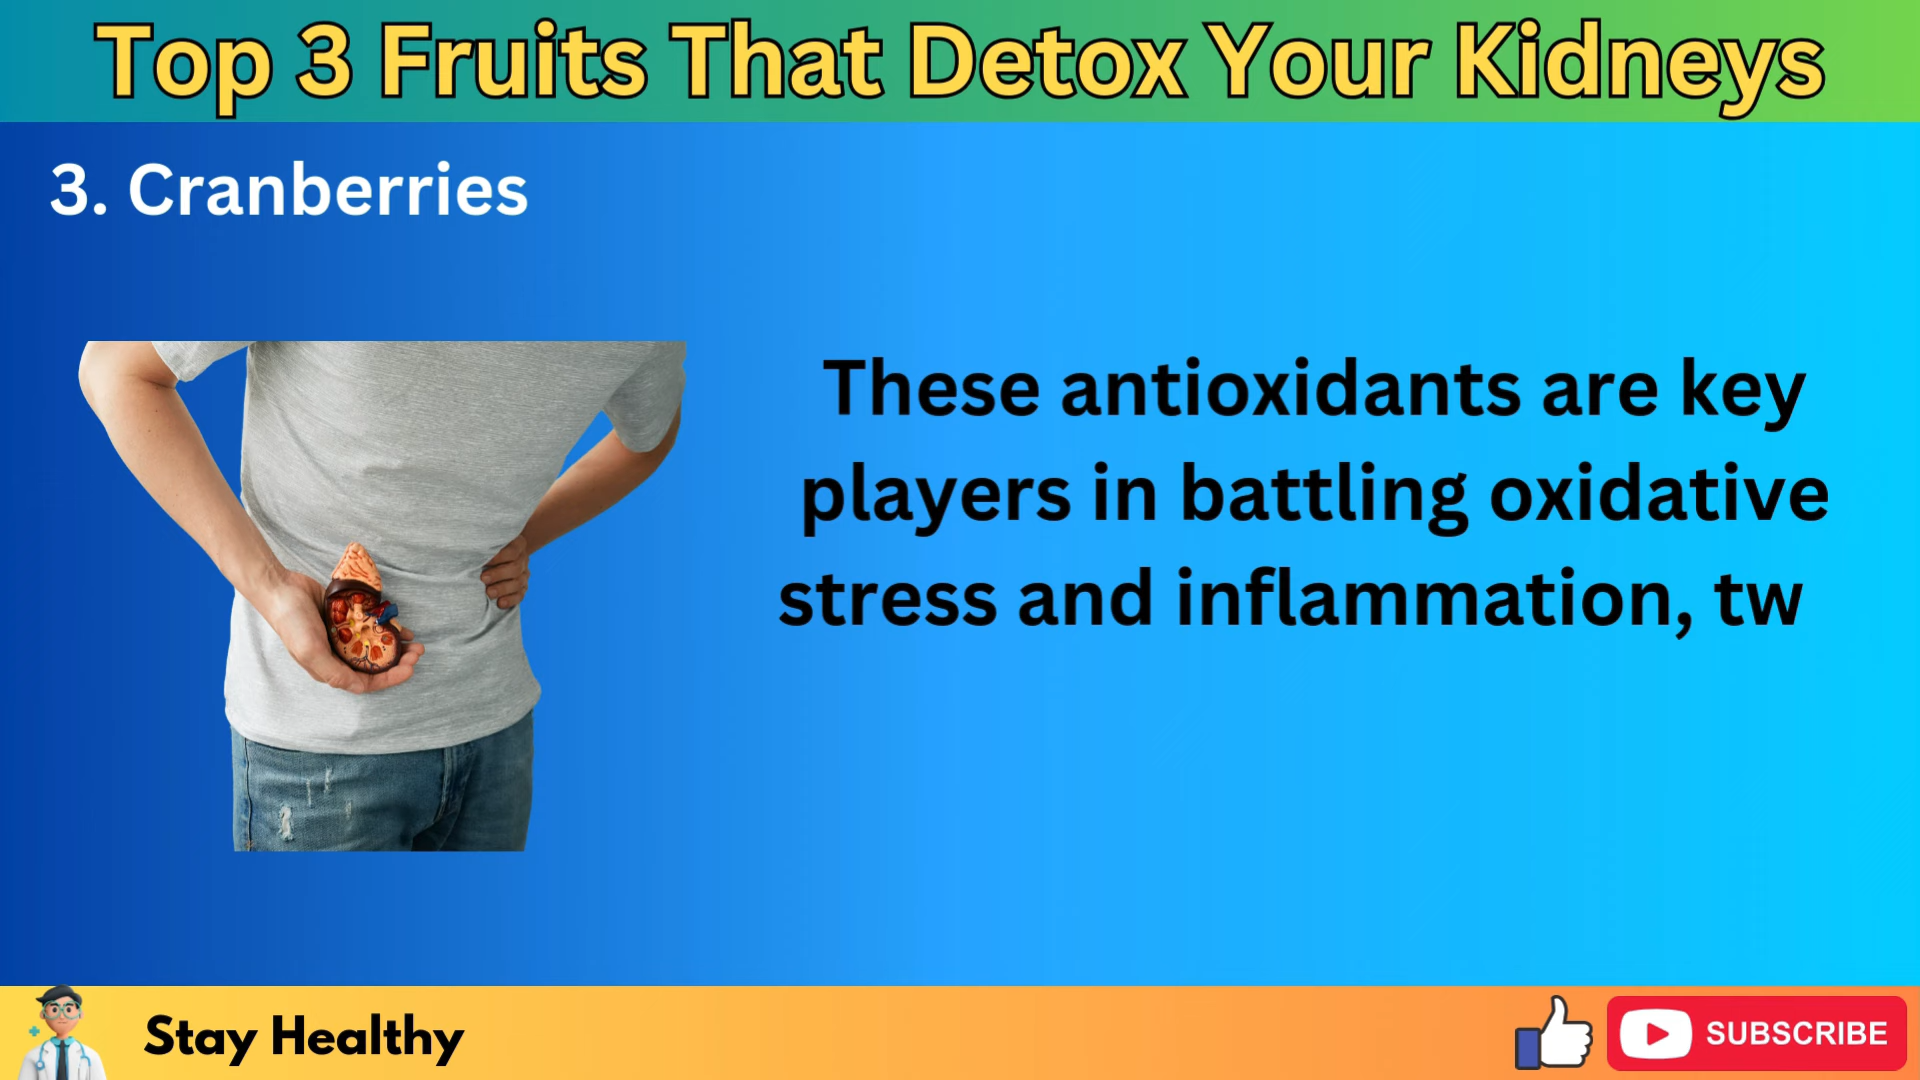 Top 3 Fruits That Detox Your Kidneys
3. Cranberries
These antioxidants are key
players in battling oxidative
stress and inflammation, tw
Stay Healthy
SUBSCRIBE